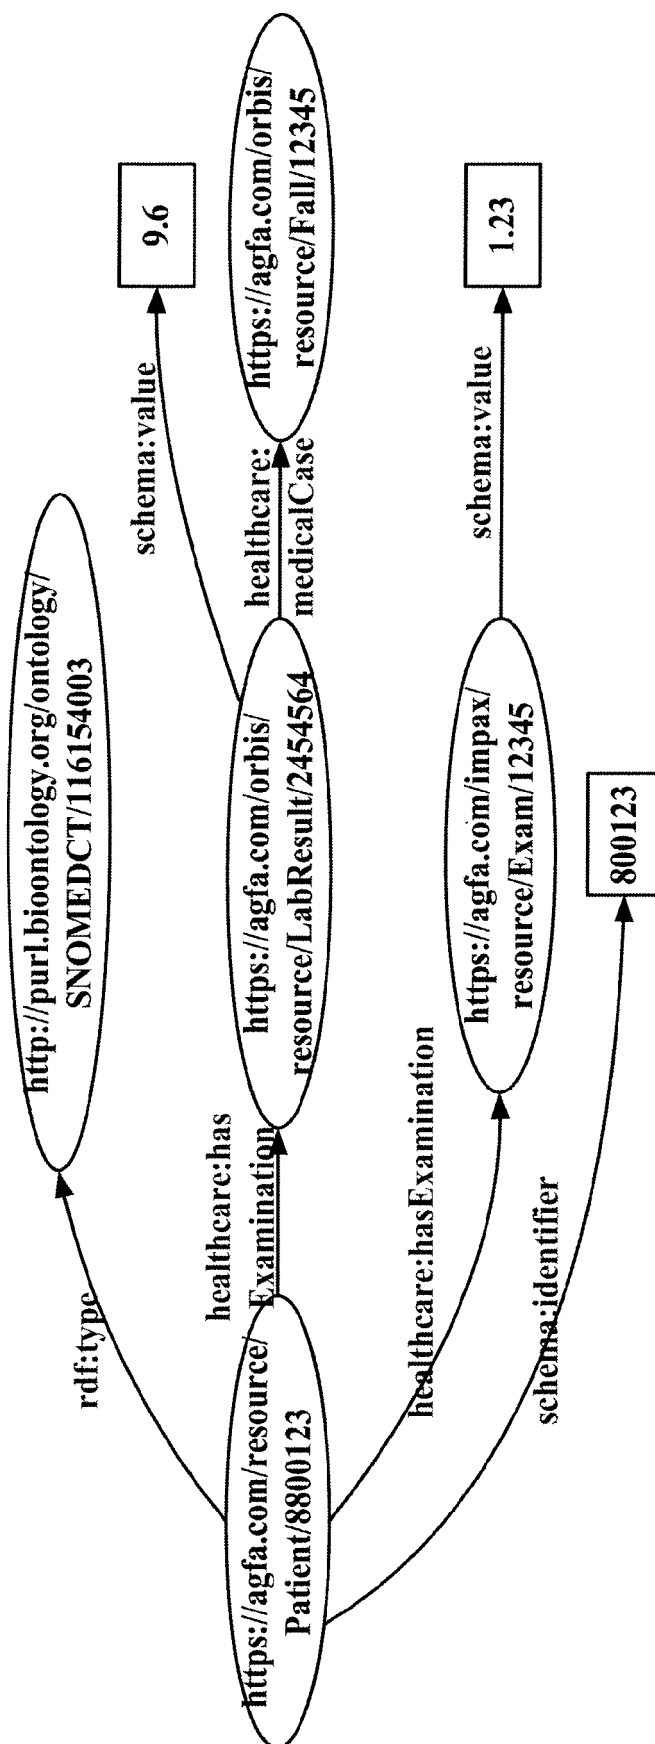 http://purl.bioontology.org/ontology/
SNOMEDCT/116154003
rdf:type
schema:value
9.6
https://agfa.com/resource/
Patient/8800123
healthcare:has
Examination
https://agfa.com/orbis/
resource/LabResult/2454564
healthcare:
medicalCase
https://agfa.com/orbis/
resource/Fall/12345
healthcare:hasExamination
https://agfa.com/impax/
resource/Exam/12345
schema:value
1.23
schema:identifier
800123